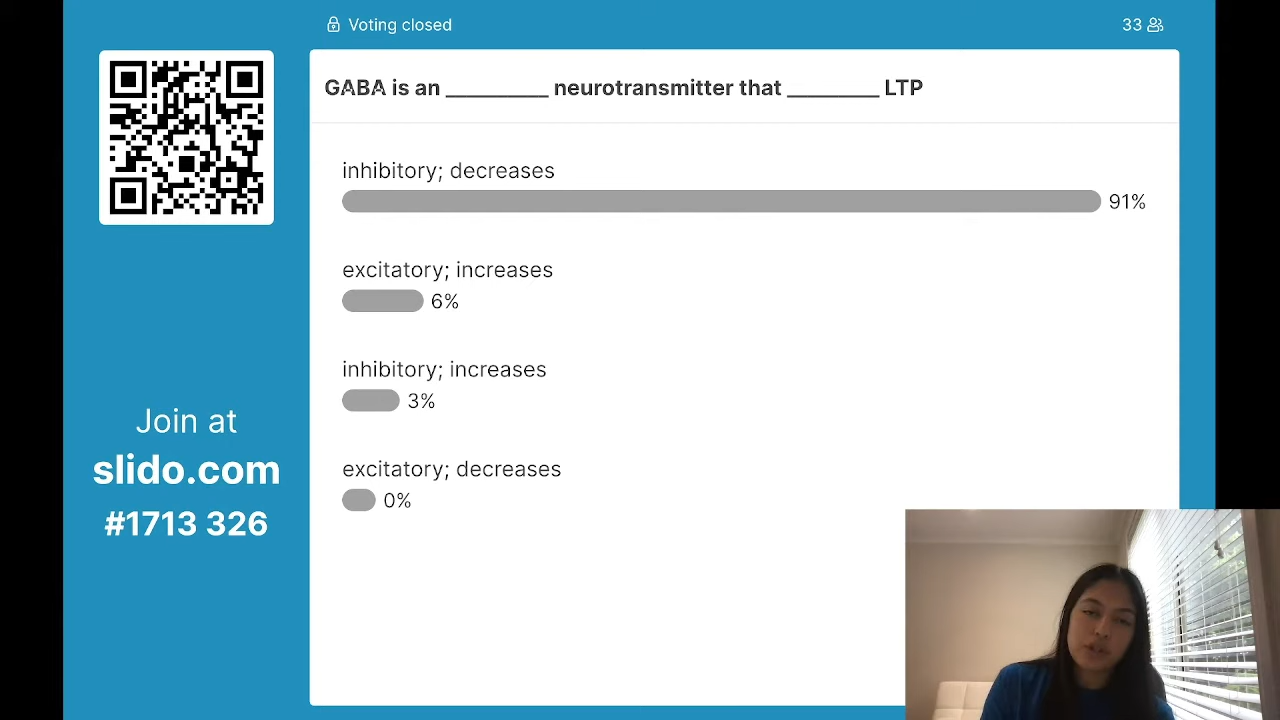 Voting closed
33
GABA is an __________ neurotransmitter that _________ LTP
inhibitory; decreases
91%
excitatory; increases
6%
inhibitory; increases
3%
excitatory; decreases
0%
Join at
slido.com
#1713 326